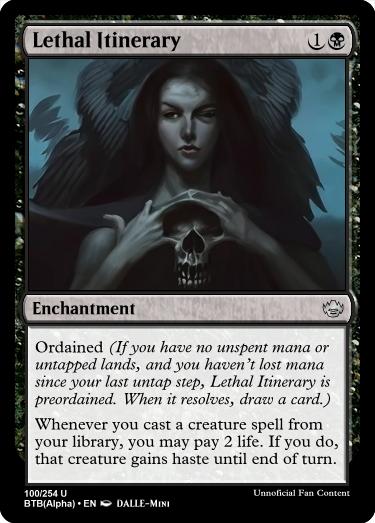 Lethal Itinerary 1
Enchantment
Ordained (If you have no unspent mana or
untapped lands, and you haven't lost mana
since your last untap step, Lethal Itinerary is
preordained. When it resolves, draw a card.)
Whenever you cast a creature spell from
your library, you may pay 2 life. If you do,
that creature gains haste until end of turn.
100/254 U
BTB(Alpha) • EN DALLE-Mini
Unofficial Fan Content